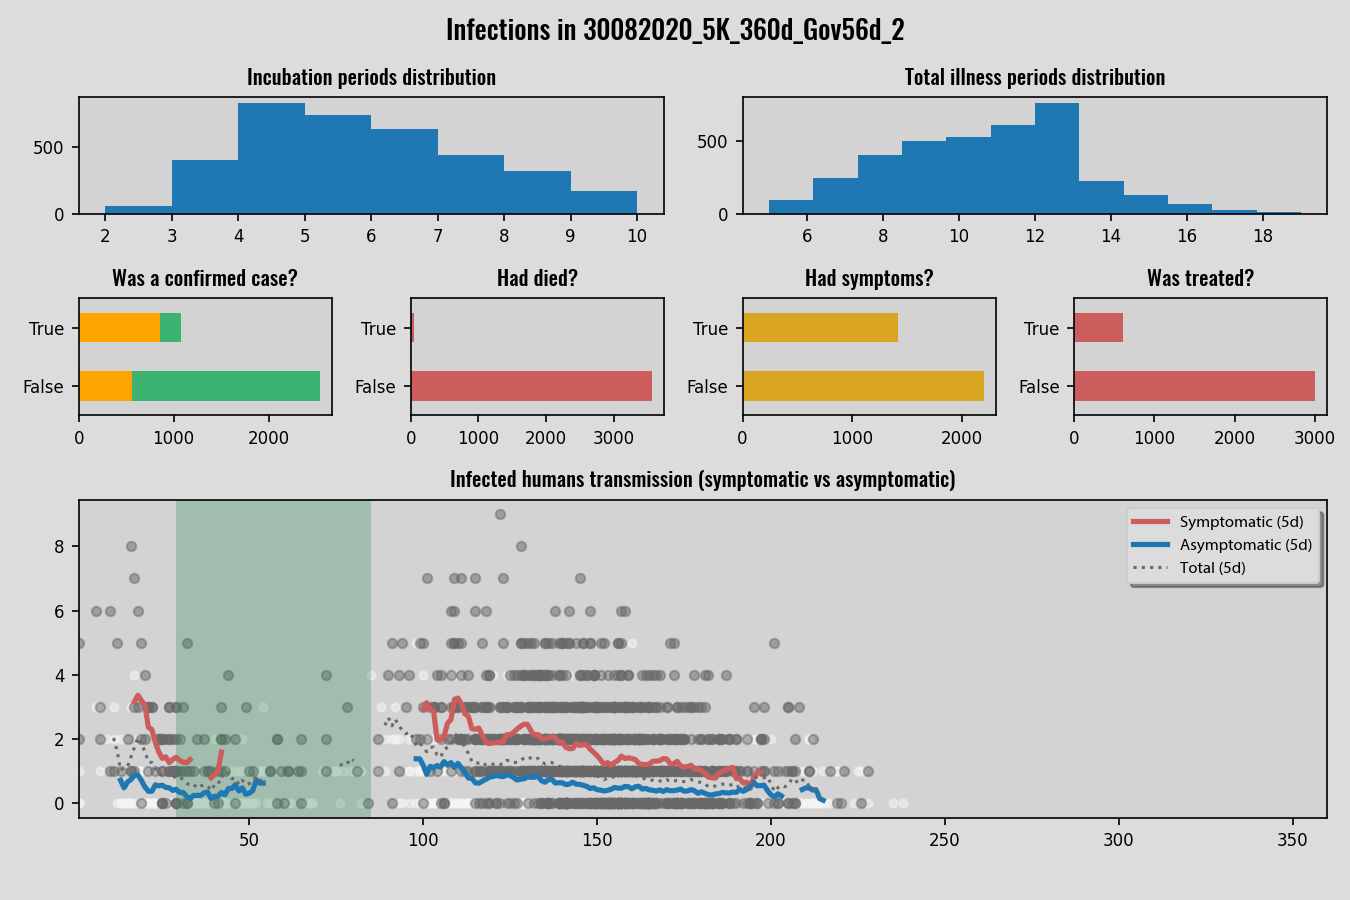 Infections in 30082020_5K_360d_Gov56d_2
Incubation periods distribution
Total illness periods distribution
500
0
2 3 4 5 6 7 8 9 10
500
0
6 8 10 12 14 16 18
Was a confirmed case?
Had died?
Had symptoms?
Was treated?
True
False
0 1000 2000
True
False
0 1000 2000 3000
True
False
0 1000 2000
True
False
0 1000 2000 3000
Infected humans transmission (symptomatic vs asymptomatic)
Symptomatic (5d)
Asymptomatic (5d)
Total (5d)
8
6
4
2
0
50 100 150 200 250 300 350